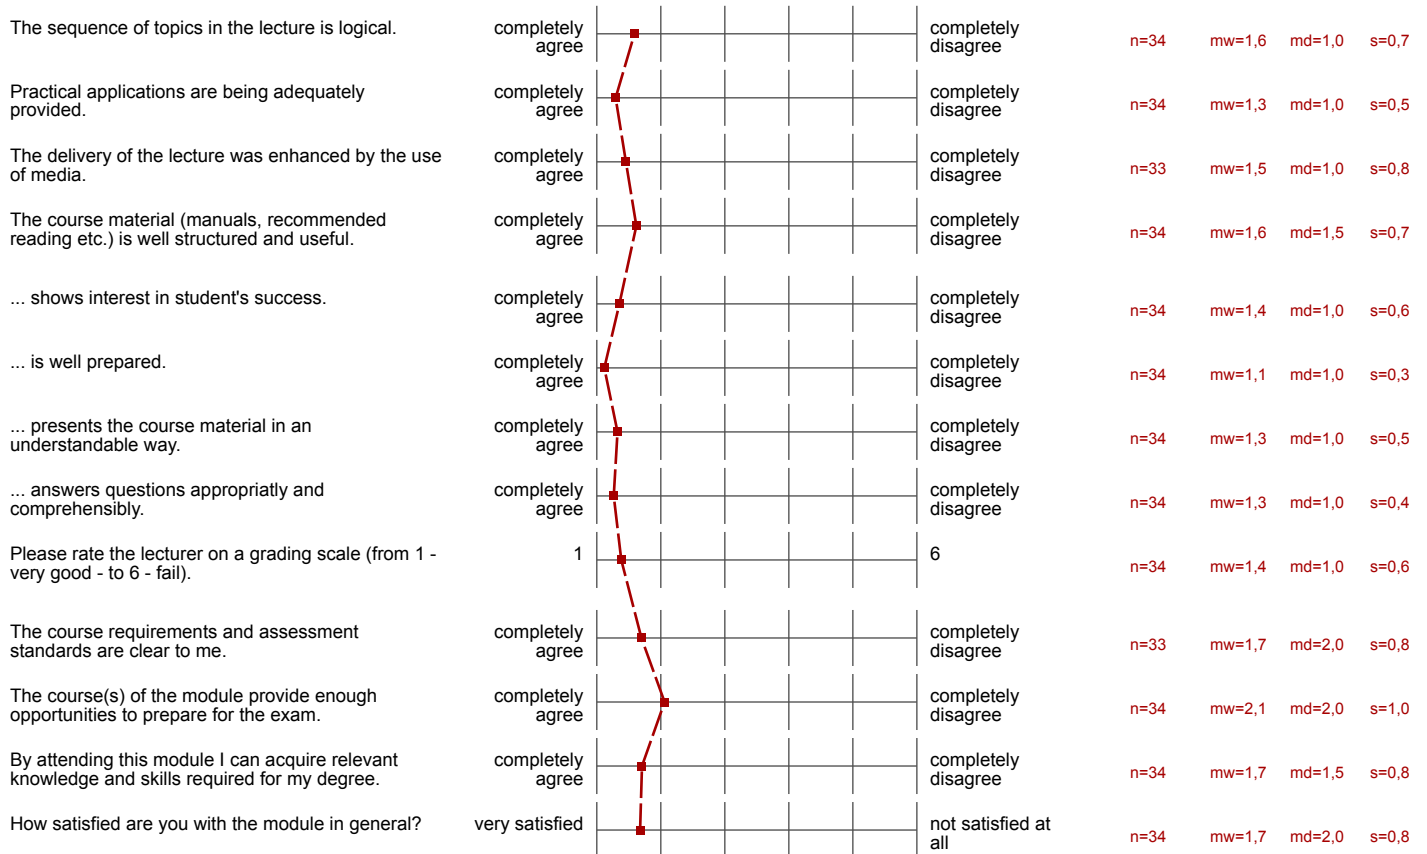 The sequence of topics in the lecture is logical.
completely
agree
completely
disagree
n=34 mw=1,6 md=1,0 s=0,7
Practical applications are being adequately
provided.
completely
agree
completely
disagree
n=34 mw=1,3 md=1,0 s=0,5
The delivery of the lecture was enhanced by the use
of media.
completely
agree
completely
disagree
n=33 mw=1,5 md=1,0 s=0,8
The course material (manuals, recommended
reading etc.) is well structured and useful.
completely
agree
completely
disagree
n=34 mw=1,6 md=1,5 s=0,7
... shows interest in student's success.
completely
agree
completely
disagree
n=34 mw=1,4 md=1,0 s=0,6
... is well prepared.
completely
agree
completely
disagree
n=34 mw=1,1 md=1,0 s=0,3
... presents the course material in an
understandable way.
completely
agree
completely
disagree
n=34 mw=1,3 md=1,0 s=0,5
... answers questions appropriatly and
comprehensibly.
completely
agree
completely
disagree
n=34 mw=1,3 md=1,0 s=0,4
Please rate the lecturer on a grading scale (from 1 -
very good - to 6 - fail).
1
6
n=34 mw=1,4 md=1,0 s=0,6
The course requirements and assessment
standards are clear to me.
completely
agree
completely
disagree
n=33 mw=1,7 md=2,0 s=0,8
The course(s) of the module provide enough
opportunities to prepare for the exam.
completely
agree
completely
disagree
n=34 mw=2,1 md=2,0 s=1,0
By attending this module I can acquire relevant
knowledge and skills required for my degree.
completely
agree
completely
disagree
n=34 mw=1,7 md=1,5 s=0,8
How satisfied are you with the module in general?
very satisfied
not satisfied at
all
n=34 mw=1,7 md=2,0 s=0,8